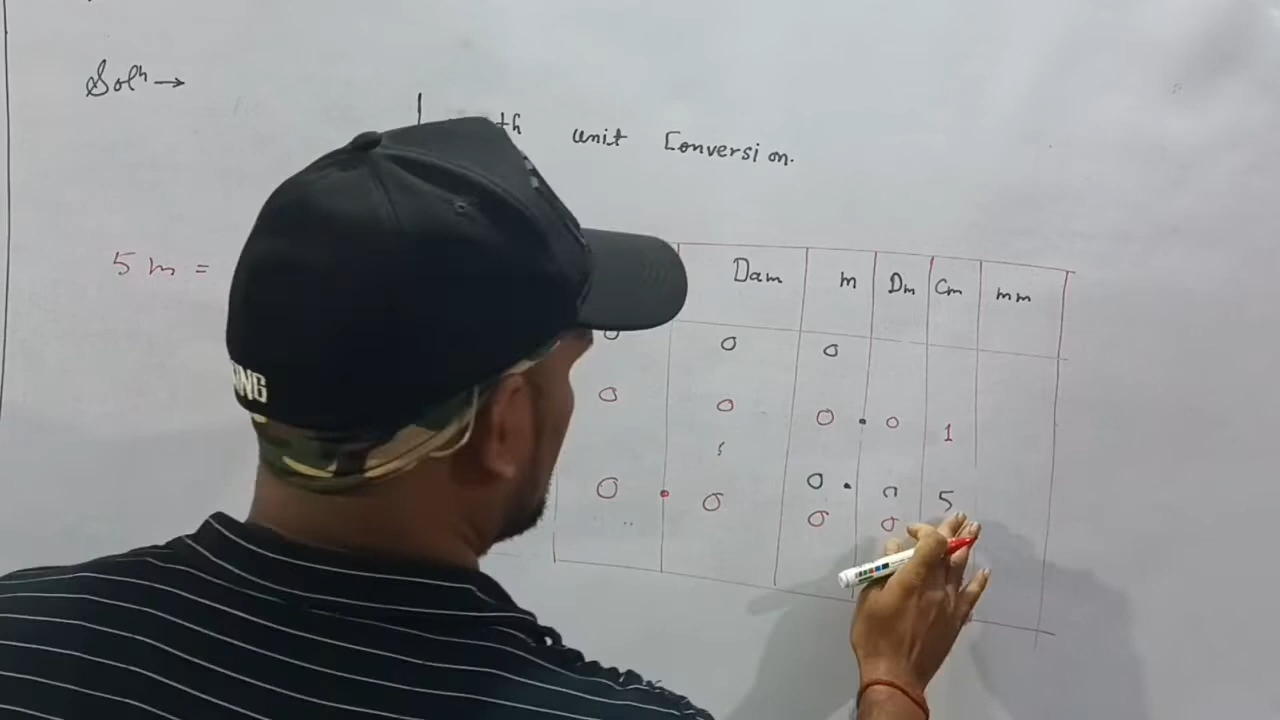 Solⁿ →
unit Conversion.
5 m =
Dam m Dm Cm mm
0 0 0
0 0 0 . 0 1
0 . 0 0 . 0 5
0 0
NG